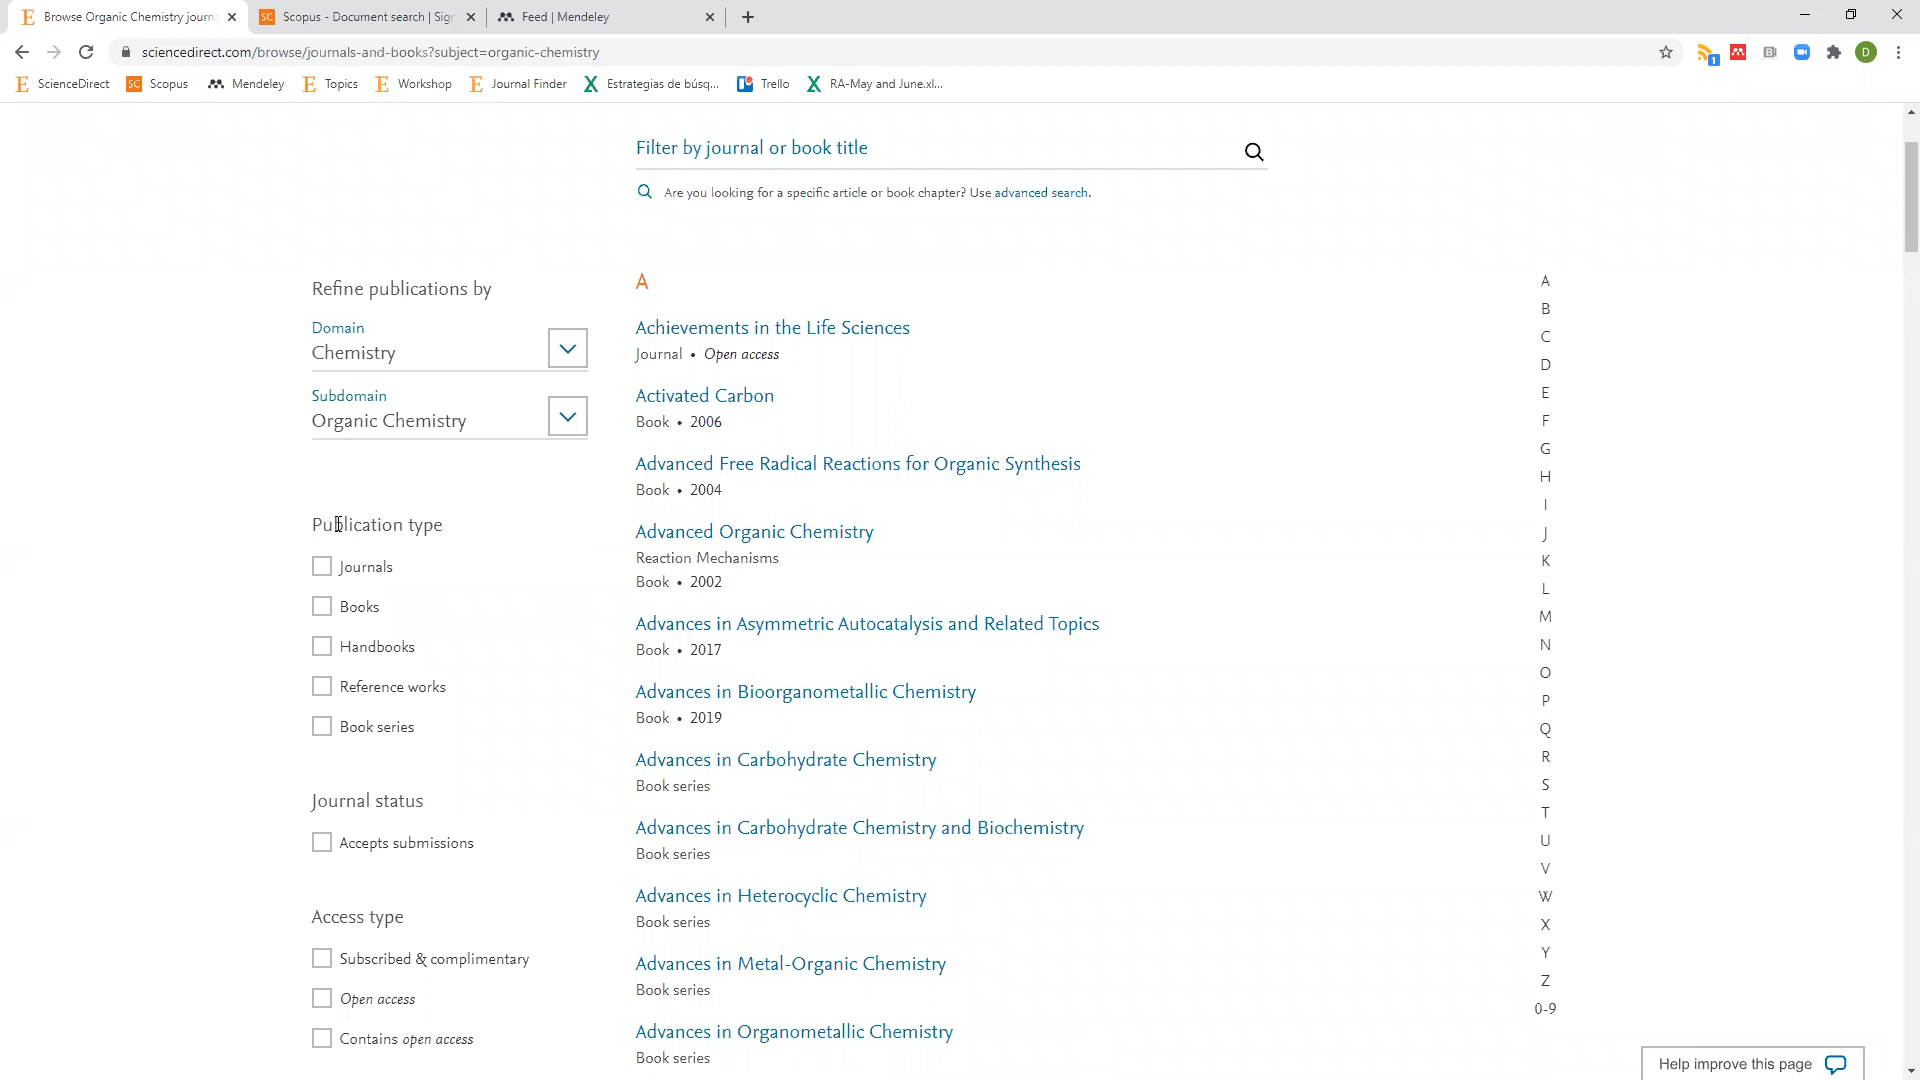 Browse Organic Chemistry journa
Scopus - Document search | Sign
Feed | Mendeley
sciencedirect.com/browse/journals-and-books?subject=organic-chemistry
ScienceDirect
Scopus
Mendeley
Topics
Workshop
Journal Finder
Estrategias de búsq...
Trello
RA-May and June.xl...
Filter by journal or book title
Are you looking for a specific article or book chapter? Use advanced search.
Refine publications by
Domain
Chemistry
Subdomain
Organic Chemistry
Publication type
Journals
Books
Handbooks
Reference works
Book series
Journal status
Accepts submissions
Access type
Subscribed & complimentary
Open access
Contains open access
A
Achievements in the Life Sciences
Journal • Open access
Activated Carbon
Book • 2006
Advanced Free Radical Reactions for Organic Synthesis
Book • 2004
Advanced Organic Chemistry
Reaction Mechanisms
Book • 2002
Advances in Asymmetric Autocatalysis and Related Topics
Book • 2017
Advances in Bioorganometallic Chemistry
Book • 2019
Advances in Carbohydrate Chemistry
Book series
Advances in Carbohydrate Chemistry and Biochemistry
Book series
Advances in Heterocyclic Chemistry
Book series
Advances in Metal-Organic Chemistry
Book series
Advances in Organometallic Chemistry
Book series
A
B
C
D
E
F
G
H
I
J
K
L
M
N
O
P
Q
R
S
T
U
V
W
X
Y
Z
0-9
Help improve this page